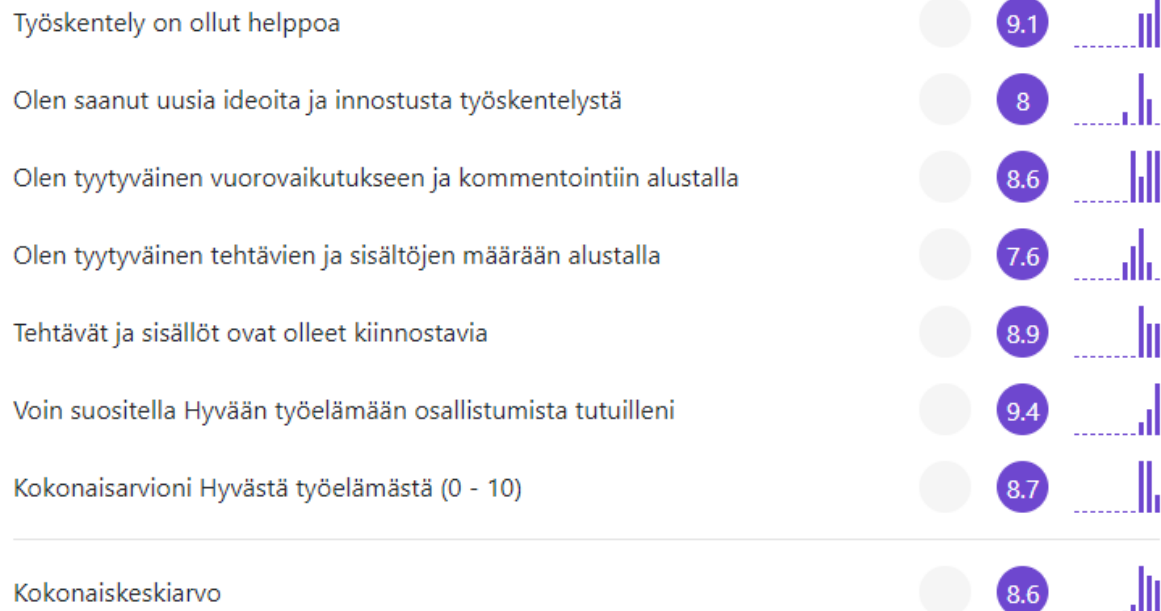 Työskentely on ollut helppoa 9.1
Olen saanut uusia ideoita ja innostusta työskentelystä 8
Olen tyytyväinen vuorovaikutukseen ja kommentointiin alustalla 8.6
Olen tyytyväinen tehtävien ja sisältöjen määrään alustalla 7.6
Tehtävät ja sisällöt ovat olleet kiinnostavia 8.9
Voin suositella Hyvään työelämään osallistumista tutuilleni 9.4
Kokonaisarvioni Hyvästä työelämästä (0 - 10) 8.7
Kokonaiskeskiarvo 8.6